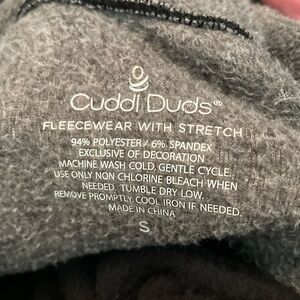 Cuddl Duds®
FLEECEWEAR WITH STRETCH
94% POLYESTER / 6% SPANDEX
EXCLUSIVE OF DECORATION
MACHINE WASH COLD, GENTLE CYCLE.
USE ONLY NON CHLORINE BLEACH WHEN
NEEDED. TUMBLE DRY LOW.
REMOVE PROMPTLY. COOL IRON IF NEEDED.
MADE IN CHINA
S